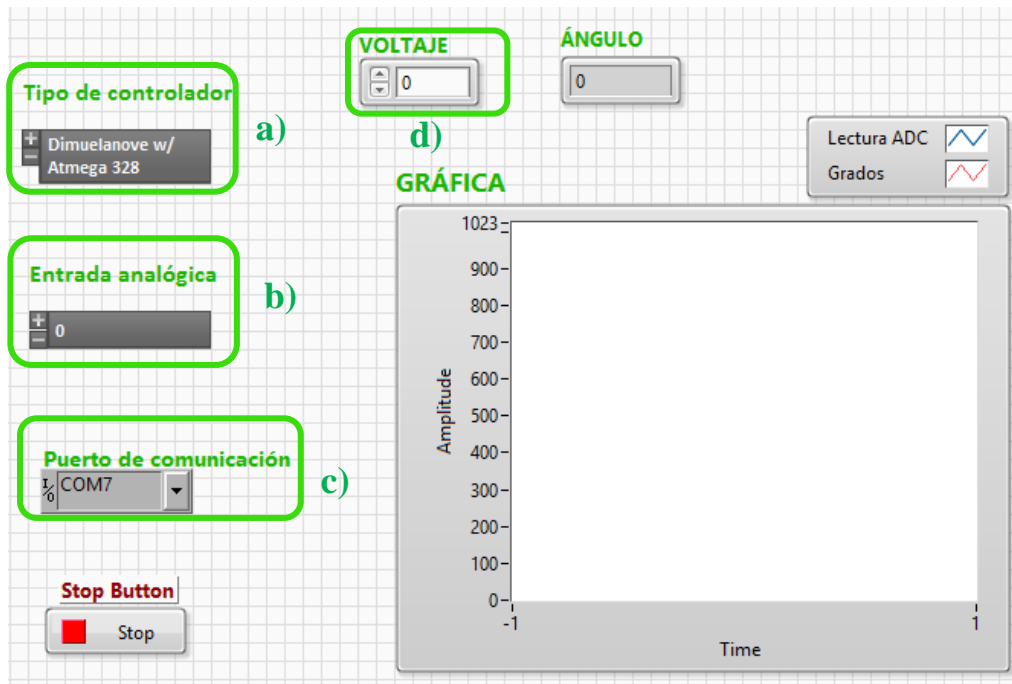 VOLTAJE
0
d)
ÁNGULO
0
Tipo de controlador
Dimuelanove w/
Atmega 328
a)
Entrada analógica
0
b)
Puerto de comunicación
I/O COM7
c)
Stop Button
Stop
Lectura ADC
Grados
GRÁFICA
1023
900
800
700
600
500
400
300
200
100
0
Amplitude
-1
1
Time